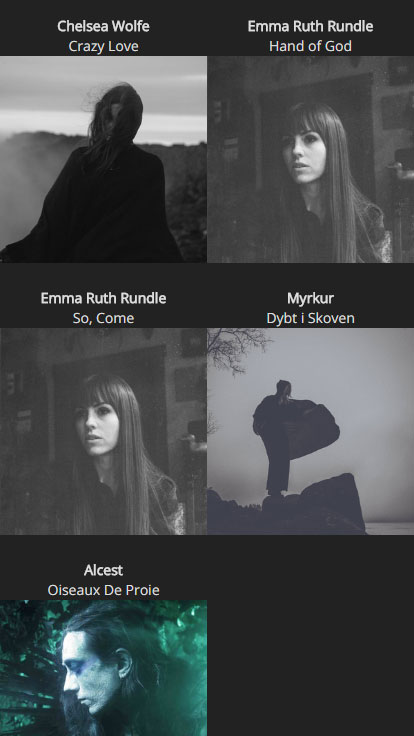 Chelsea Wolfe
Crazy Love
Emma Ruth Rundle
Hand of God
Emma Ruth Rundle
So, Come
Myrkur
Dybt i Skoven
Alcest
Oiseaux De Proie